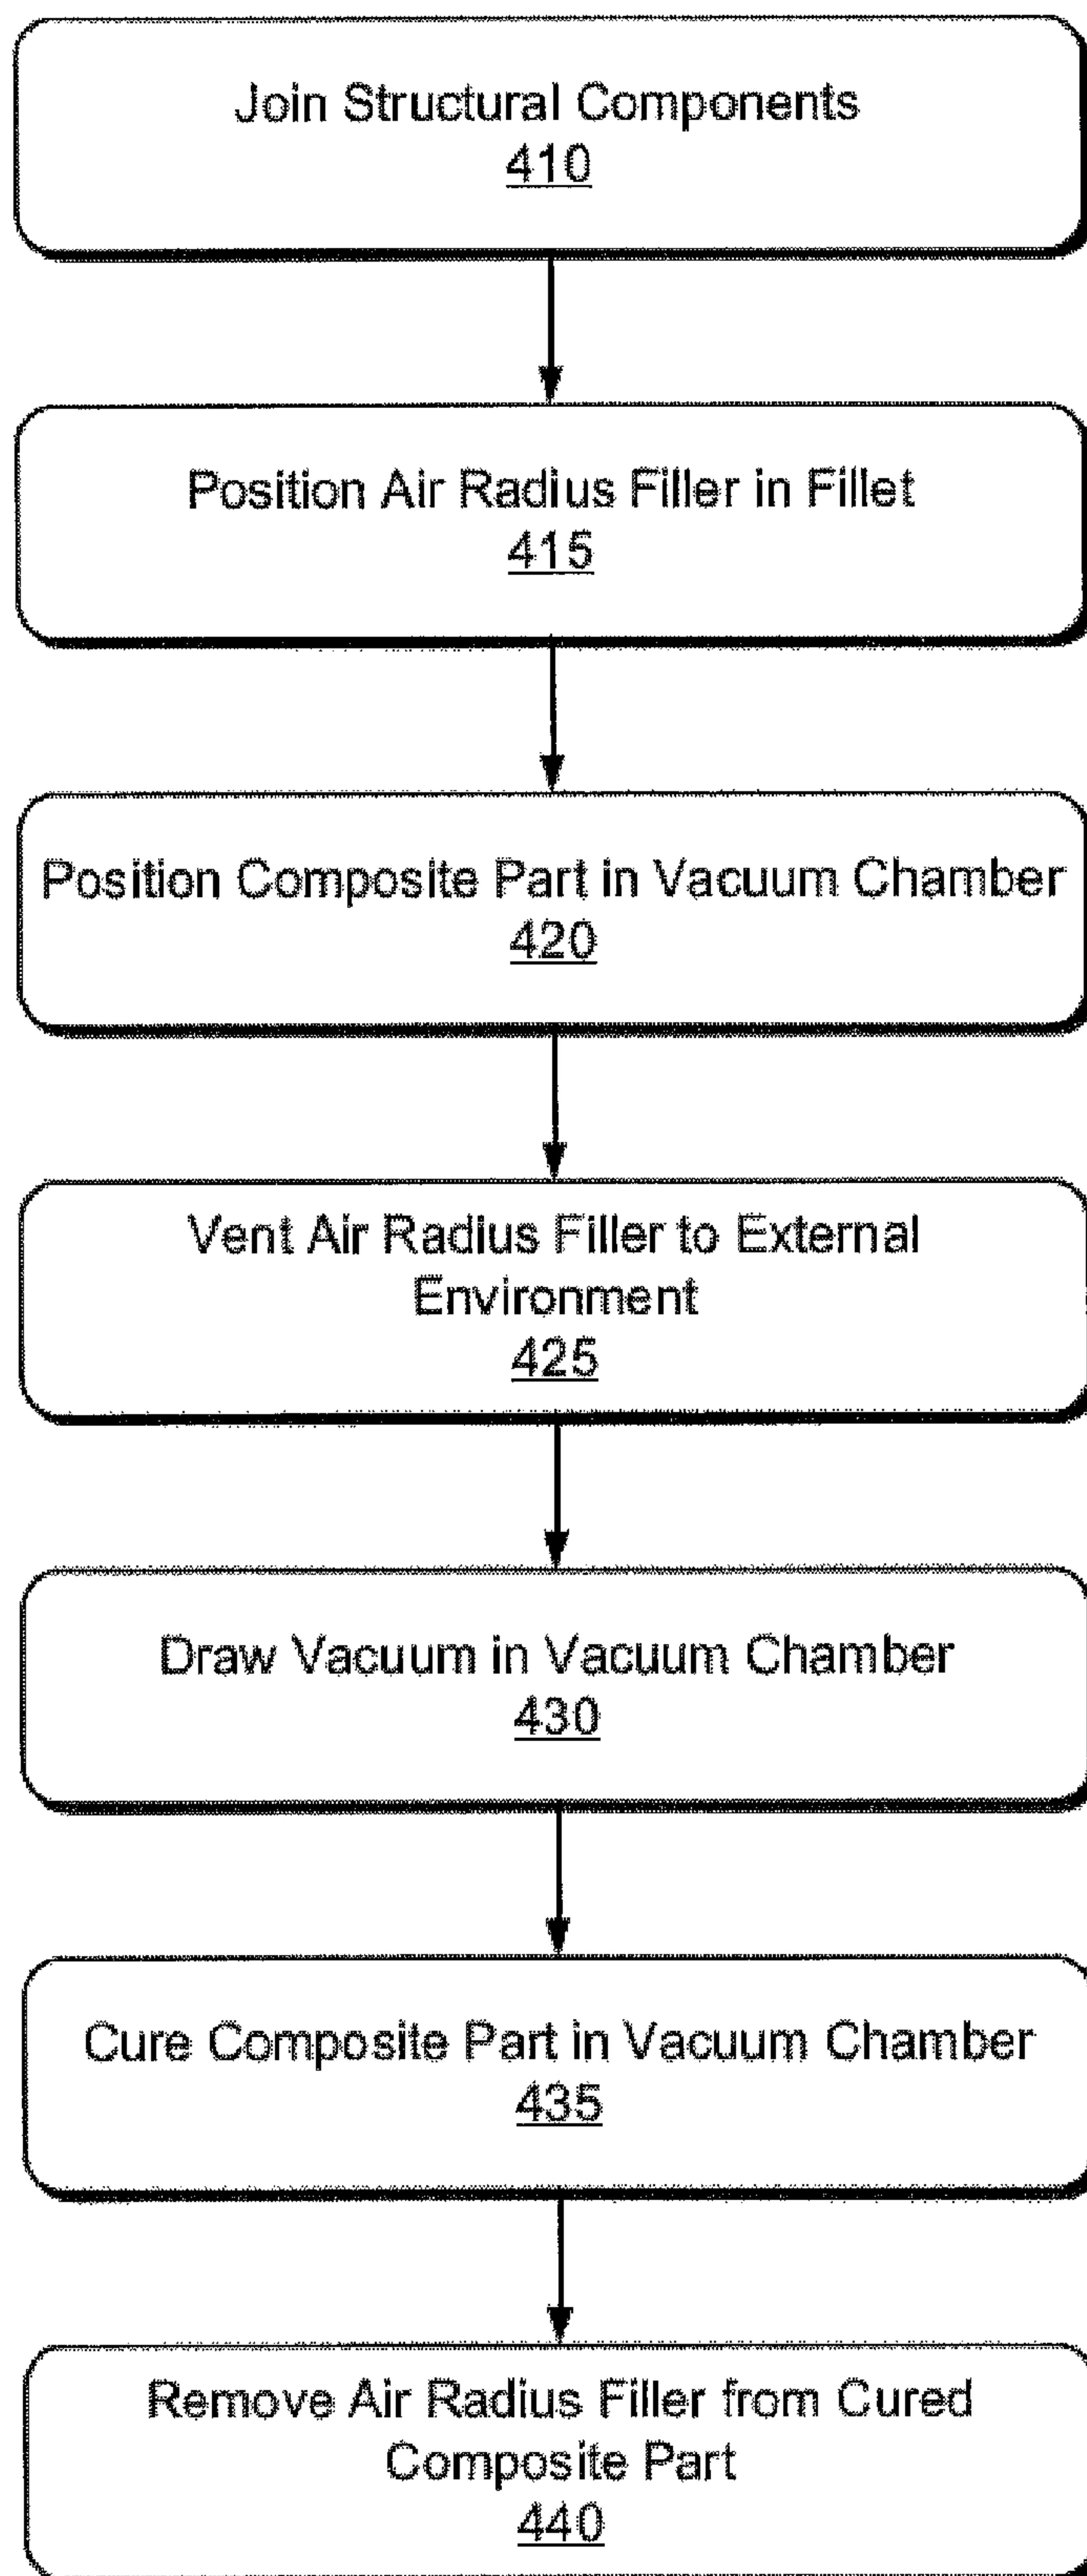 Join Structural Components
410
Position Air Radius Filler in Fillet
415
Position Composite Part in Vacuum Chamber
420
Vent Air Radius Filler to External
Environment
425
Draw Vacuum in Vacuum Chamber
430
Cure Composite Part in Vacuum Chamber
435
Remove Air Radius Filler from Cured
Composite Part
440